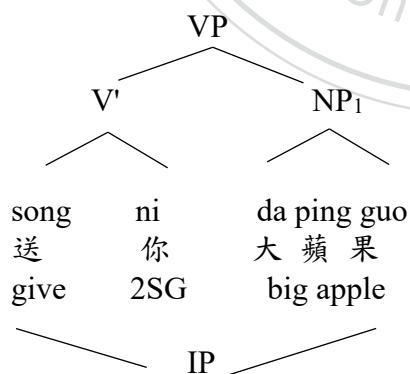 VP
V' NP₁
song ni da ping guo
送 你 大 蘋 果
give 2SG big apple
IP